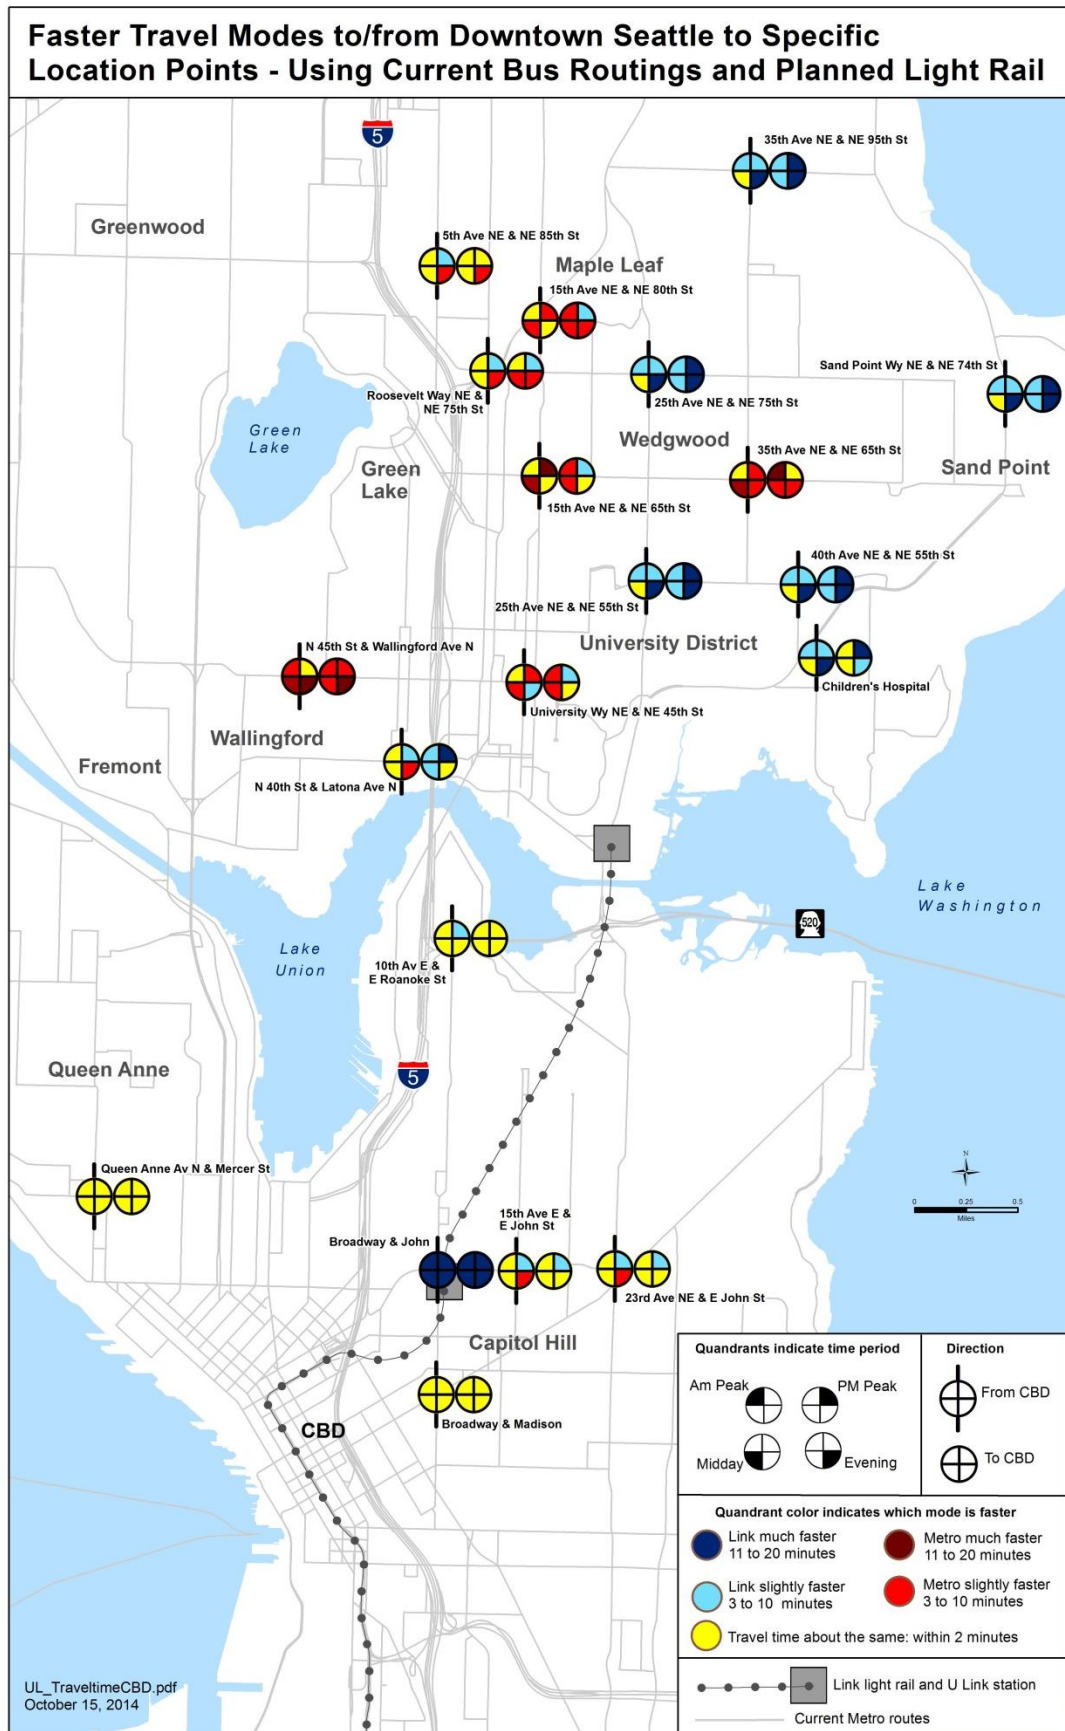 Faster Travel Modes to/from Downtown Seattle to Specific
Location Points - Using Current Bus Routings and Planned Light Rail
5
35th Ave NE & NE 95th St
Greenwood
5th Ave NE & NE 85th St
Maple Leaf
15th Ave NE & NE 80th St
Sand Point Wy NE & NE 74th St
Roosevelt Way NE &
NE 75th St
25th Ave NE & NE 75th St
Green
Lake
Wedgwood
35th Ave NE & NE 65th St
Green
Lake
Sand Point
15th Ave NE & NE 65th St
40th Ave NE & NE 55th St
25th Ave NE & NE 55th St
University District
N 45th St & Wallingford Ave N
Children's Hospital
University Wy NE & NE 45th St
Wallingford
Fremont
N 40th St & Latona Ave N
Lake
Washington
520
Lake
Union
10th Av E &
E Roanoke St
5
Queen Anne
Queen Anne Av N & Mercer St
N
0 0.25 0.5
Miles
15th Ave E &
E John St
Broadway & John
23rd Ave NE & E John St
Capitol Hill
CBD
Broadway & Madison
Quadrants indicate time period
Am Peak
PM Peak
Midday
Evening
Direction
From CBD
To CBD
Quadrant color indicates which mode is faster
Link much faster
11 to 20 minutes
Metro much faster
11 to 20 minutes
Link slightly faster
3 to 10 minutes
Metro slightly faster
3 to 10 minutes
Travel time about the same: within 2 minutes
Link light rail and U Link station
Current Metro routes
UL_TraveltimeCBD.pdf
October 15, 2014